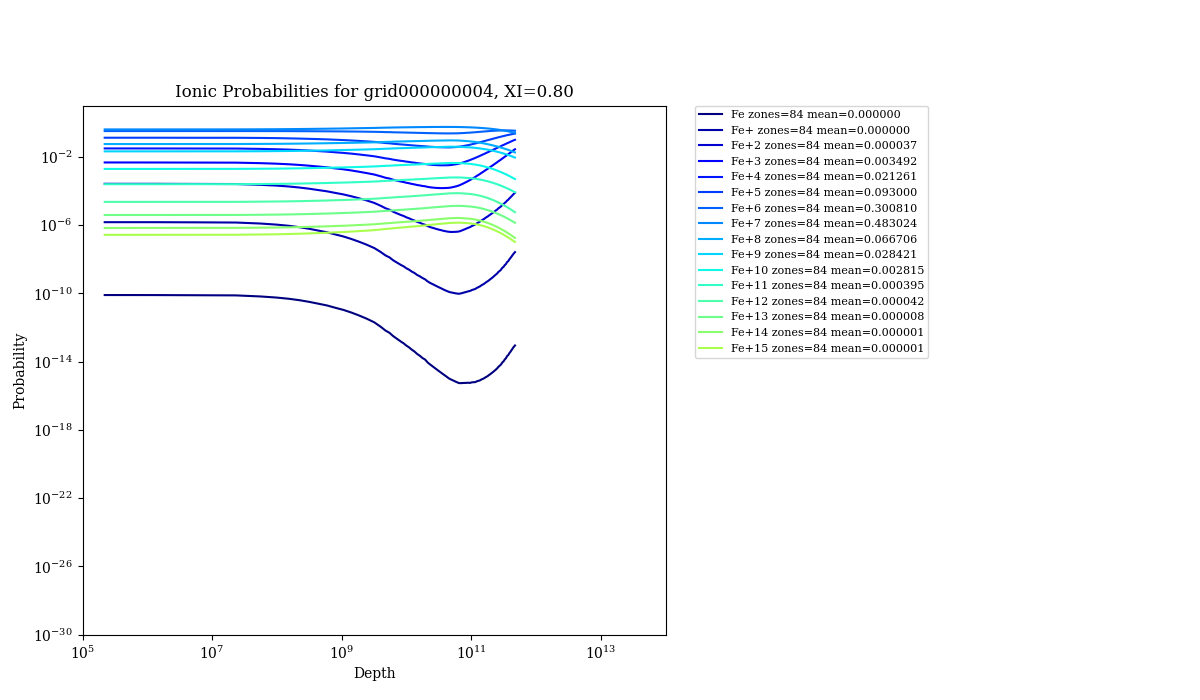 Ionic Probabilities for grid000000004, XI=0.80
Probability
10^-2
10^-6
10^-10
10^-14
10^-18
10^-22
10^-26
10^-30
10^5
10^7
10^9
10^11
10^13
Depth
Fe zones=84 mean=0.000000
Fe+ zones=84 mean=0.000000
Fe+2 zones=84 mean=0.000037
Fe+3 zones=84 mean=0.003492
Fe+4 zones=84 mean=0.021261
Fe+5 zones=84 mean=0.093000
Fe+6 zones=84 mean=0.300810
Fe+7 zones=84 mean=0.483024
Fe+8 zones=84 mean=0.066706
Fe+9 zones=84 mean=0.028421
Fe+10 zones=84 mean=0.002815
Fe+11 zones=84 mean=0.000395
Fe+12 zones=84 mean=0.000042
Fe+13 zones=84 mean=0.000008
Fe+14 zones=84 mean=0.000001
Fe+15 zones=84 mean=0.000001